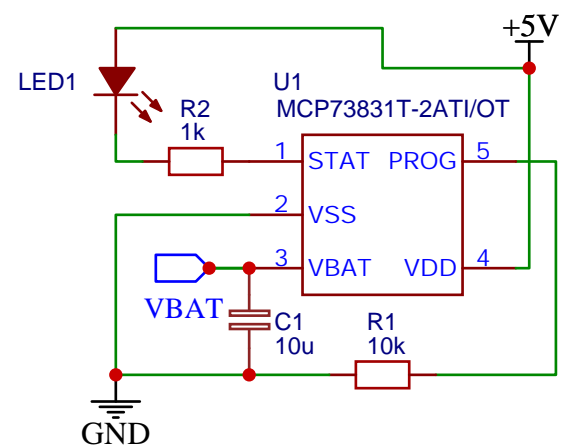 +5V
LED1
U1
MCP73831T-2ATI/OT
R2
1k
1 STAT PROG 5
2 VSS
3 VBAT VDD 4
VBAT
C1
10u
R1
10k
GND